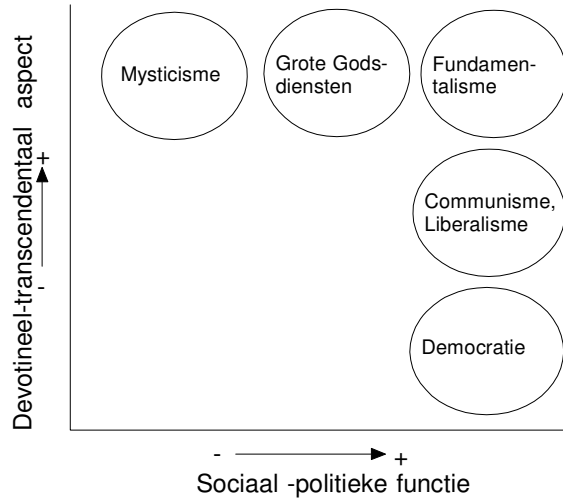 Mysticisme
Grote Gods-
diensten
Fundamen-
talisme
Communisme,
Liberalisme
Democratie
Devotineel-transcendentaal aspect
- +
- +
Sociaal -politieke functie